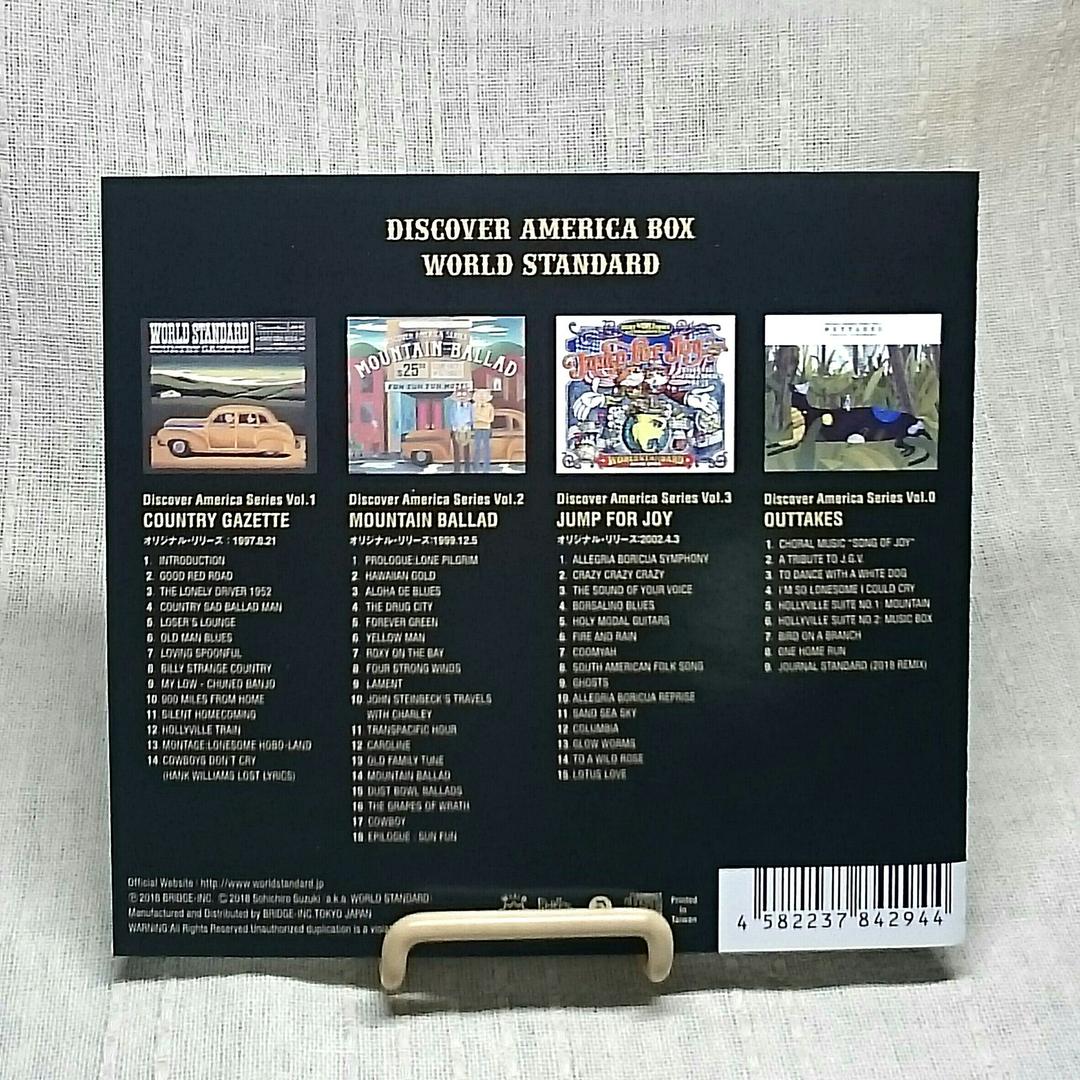 DISCOVER AMERICA BOX
WORLD STANDARD
WORLD STANDARD
Discover America Series Vol.1
COUNTRY GAZETTE
オリジナル・リリース：1997.8.21
1. INTRODUCTION
2. GOOD RED ROAD
3. THE LONELY DRIVER 1952
4. COUNTRY SAD BALLAD MAN
5. LOSER'S LOUNGE
6. OLD MAN BLUES
7. LOVING SPOONFUL
8. BILLY STRANGE COUNTRY
9. MY LOW - CHUNED BANJO
10. 900 MILES FROM HOME
11. SILENT HOMECOMING
12. HOLLYVILLE TRAIN
13. MONTAGE:LONESOME HOBO-LAND
14. COWBOYS DON'T CRY
(HANK WILLIAMS LOST LYRICS)
MOUNTAIN BALLAD
25
FUN FUN FUN MOTEL
Discover America Series Vol.2
MOUNTAIN BALLAD
オリジナル・リリース:1999.12.5
1. PROLOGUE:LONE PILGRIM
2. HAWAIIAN GOLD
3. ALOHA DE BLUES
4. THE DRUG CITY
5. FOREVER GREEN
6. YELLOW MAN
7. ROXY ON THE BAY
8. FOUR STRONG WINDS
9. LAMENT
10. JOHN STEINBECK'S TRAVELS
WITH CHARLEY
11. TRANSPACIFIC HOUR
12. CAROLINE
13. OLD FAMILY TUNE
14. MOUNTAIN BALLAD
15. DUST BOWL BALLADS
16. THE GRAPES OF WRATH
17. COWBOY
18. EPILOGUE : SUN FUN
Jump for Joy
WORLD STANDARD
Discover America Series Vol.3
JUMP FOR JOY
オリジナル・リリース:2002.4.3
1. ALLEGRIA BORICUA SYMPHONY
2. CRAZY CRAZY CRAZY
3. THE SOUND OF YOUR VOICE
4. BORSALINO BLUES
5. HOLY MODAL GUITARS
6. FIRE AND RAIN
7. COOMYAH
8. SOUTH AMERICAN FOLK SONG
9. GHOSTS
10. ALLEGRIA BORICUA REPRISE
11. SAND SEA SKY
12. COLUMBIA
13. GLOW WORMS
14. TO A WILD ROSE
15. LOTUS LOVE
OUTTAKES
Discover America Series Vol.0
OUTTAKES
1. CHORAL MUSIC "SONG OF JOY"
2. A TRIBUTE TO J.G.V.
3. TO DANCE WITH A WHITE DOG
4. I'M SO LONESOME I COULD CRY
5. HOLLYVILLE SUITE NO.1: MOUNTAIN
6. HOLLYVILLE SUITE NO.2: MUSIC BOX
7. BIRD ON A BRANCH
8. ONE HOME RUN
9. JOURNAL STANDARD (2018 REMIX)
Official Website : http://www.worldstandard.jp
Ⓟ2018 BRIDGE-INC. Ⓒ2018 Sohichiro Suzuki a.k.a. WORLD STANDARD
Manufactured and Distributed by BRIDGE-INC.TOKYO JAPAN
WARNING:All Rights Reserved.Unauthorized duplication is a
Printed
in
Taiwan
4 582237 842944